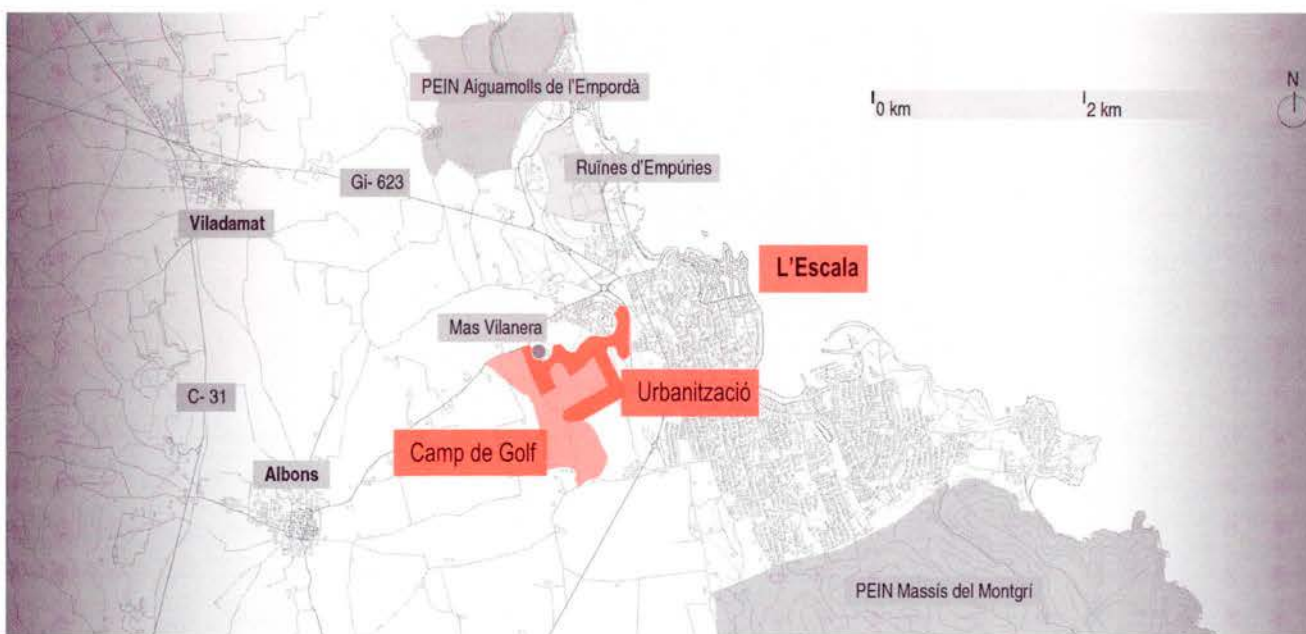 PEIN Aiguamolls de l'Empordà
N
0 km
2 km
Ruïnes d'Empúries
Gi- 623
Viladamat
L'Escala
Mas Vilanera
Urbanització
C- 31
Camp de Golf
Albons
PEIN Massís del Montgrí